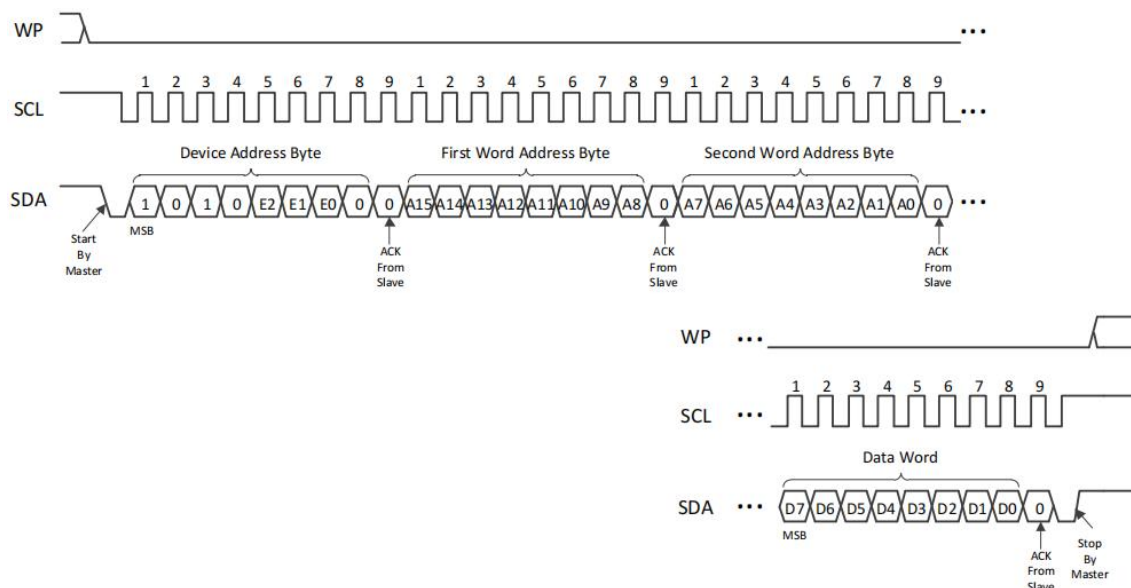 WP
•••
1 2 3 4 5 6 7 8 9 1 2 3 4 5 6 7 8 9 1 2 3 4 5 6 7 8 9
SCL
•••
Device Address Byte First Word Address Byte Second Word Address Byte
SDA
1 0 1 0 E2 E1 E0 0 0 A15 A14 A13 A12 A11 A10 A9 A8 0 A7 A6 A5 A4 A3 A2 A1 A0 0 •••
Start
By
Master
MSB
ACK
From
Slave
ACK
From
Slave
ACK
From
Slave
WP •••
1 2 3 4 5 6 7 8 9
SCL •••
Data Word
SDA ••• D7 D6 D5 D4 D3 D2 D1 D0 0
MSB
ACK
From
Slave
Stop
By
Master